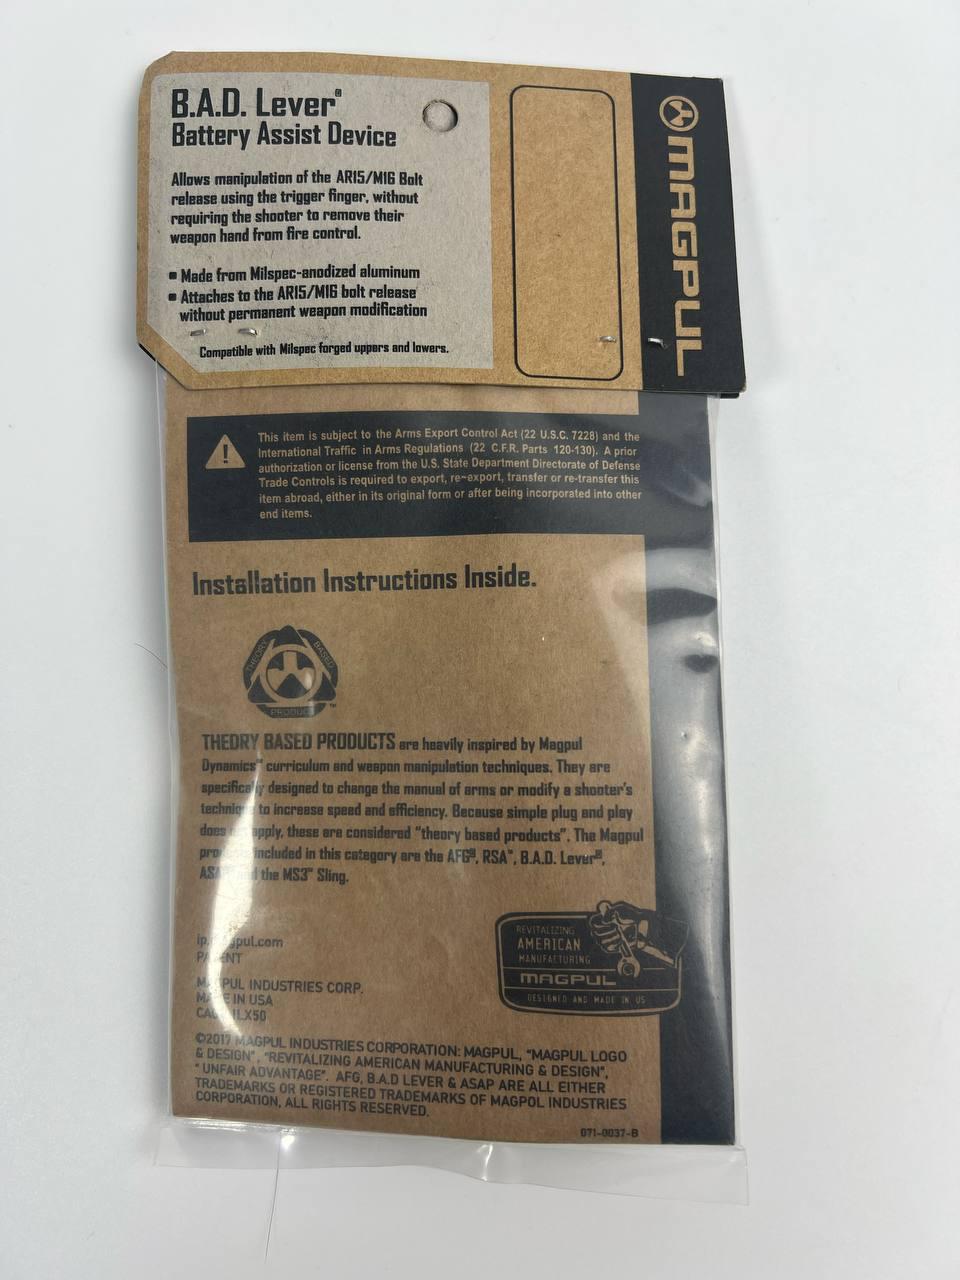 B.A.D. Lever®
Battery Assist Device
Allows manipulation of the AR15/M16 Bolt
release using the trigger finger, without
requiring the shooter to remove their
weapon hand from fire control.
▪ Made from Milspec-anodized aluminum
▪ Attaches to the AR15/M16 bolt release
without permanent weapon modification
Compatible with Milspec forged uppers and lowers.
MAGPUL
This item is subject to the Arms Export Control Act (22 U.S.C. 7228) and the
International Traffic in Arms Regulations (22 C.F.R. Parts 120-130). A prior
authorization or license from the U.S. State Department Directorate of Defense
Trade Controls is required to export, re-export, transfer or re-transfer this
item abroad, either in its original form or after being incorporated into other
end items.
Installation Instructions Inside.
THEORY BASED
PRODUCT ™
THEORY BASED PRODUCTS are heavily inspired by Magpul
Dynamics™ curriculum and weapon manipulation techniques. They are
specifically designed to change the manual of arms or modify a shooter's
technique to increase speed and efficiency. Because simple plug and play
does apply, these are considered "theory based products". The Magpul
included in this category are the AFG®, RSA™, B.A.D. Lever®,
and the MS3™ Sling.
REVITALIZING
AMERICAN
MANUFACTURING
MAGPUL
DESIGNED AND MADE IN US
PATENT
MAGPUL INDUSTRIES CORP.
MADE IN USA
1LX50
©2017 MAGPUL INDUSTRIES CORPORATION: MAGPUL, "MAGPUL LOGO
& DESIGN", "REVITALIZING AMERICAN MANUFACTURING & DESIGN",
" UNFAIR ADVANTAGE". AFG, B.A.D LEVER & ASAP ARE ALL EITHER
TRADEMARKS OR REGISTERED TRADEMARKS OF MAGPOL INDUSTRIES
CORPORATION, ALL RIGHTS RESERVED.
071-0037-B